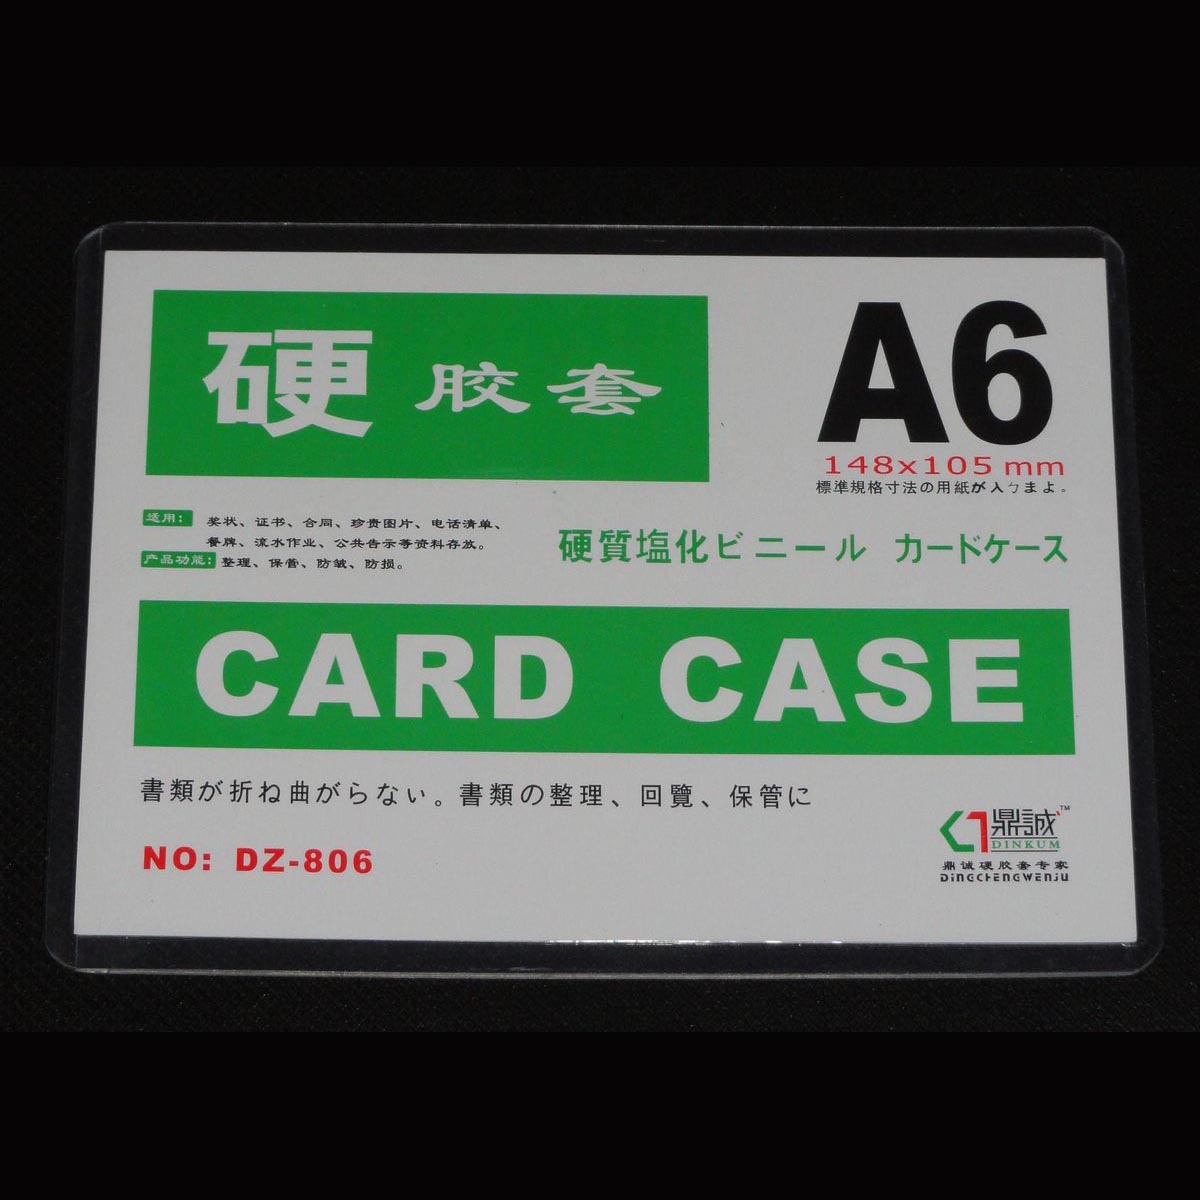 硬 胶套
A6
148x105 mm
標準規格寸法の用紙が入ㄅまよ。
适用: 奖状、证书、合同、珍贵图片、电话清单、
餐牌、流水作业、公共告示等资料存放。
产品功能: 整理、保管、防皱、防损。
硬質塩化ビニール カードケース
CARD CASE
書類が折ね曲がらない。書類の整理、回覧、保管に
NO: DZ-806
鼎誠™
DINKUM
鼎诚硬胶套专家
DINGCHENGWENJU